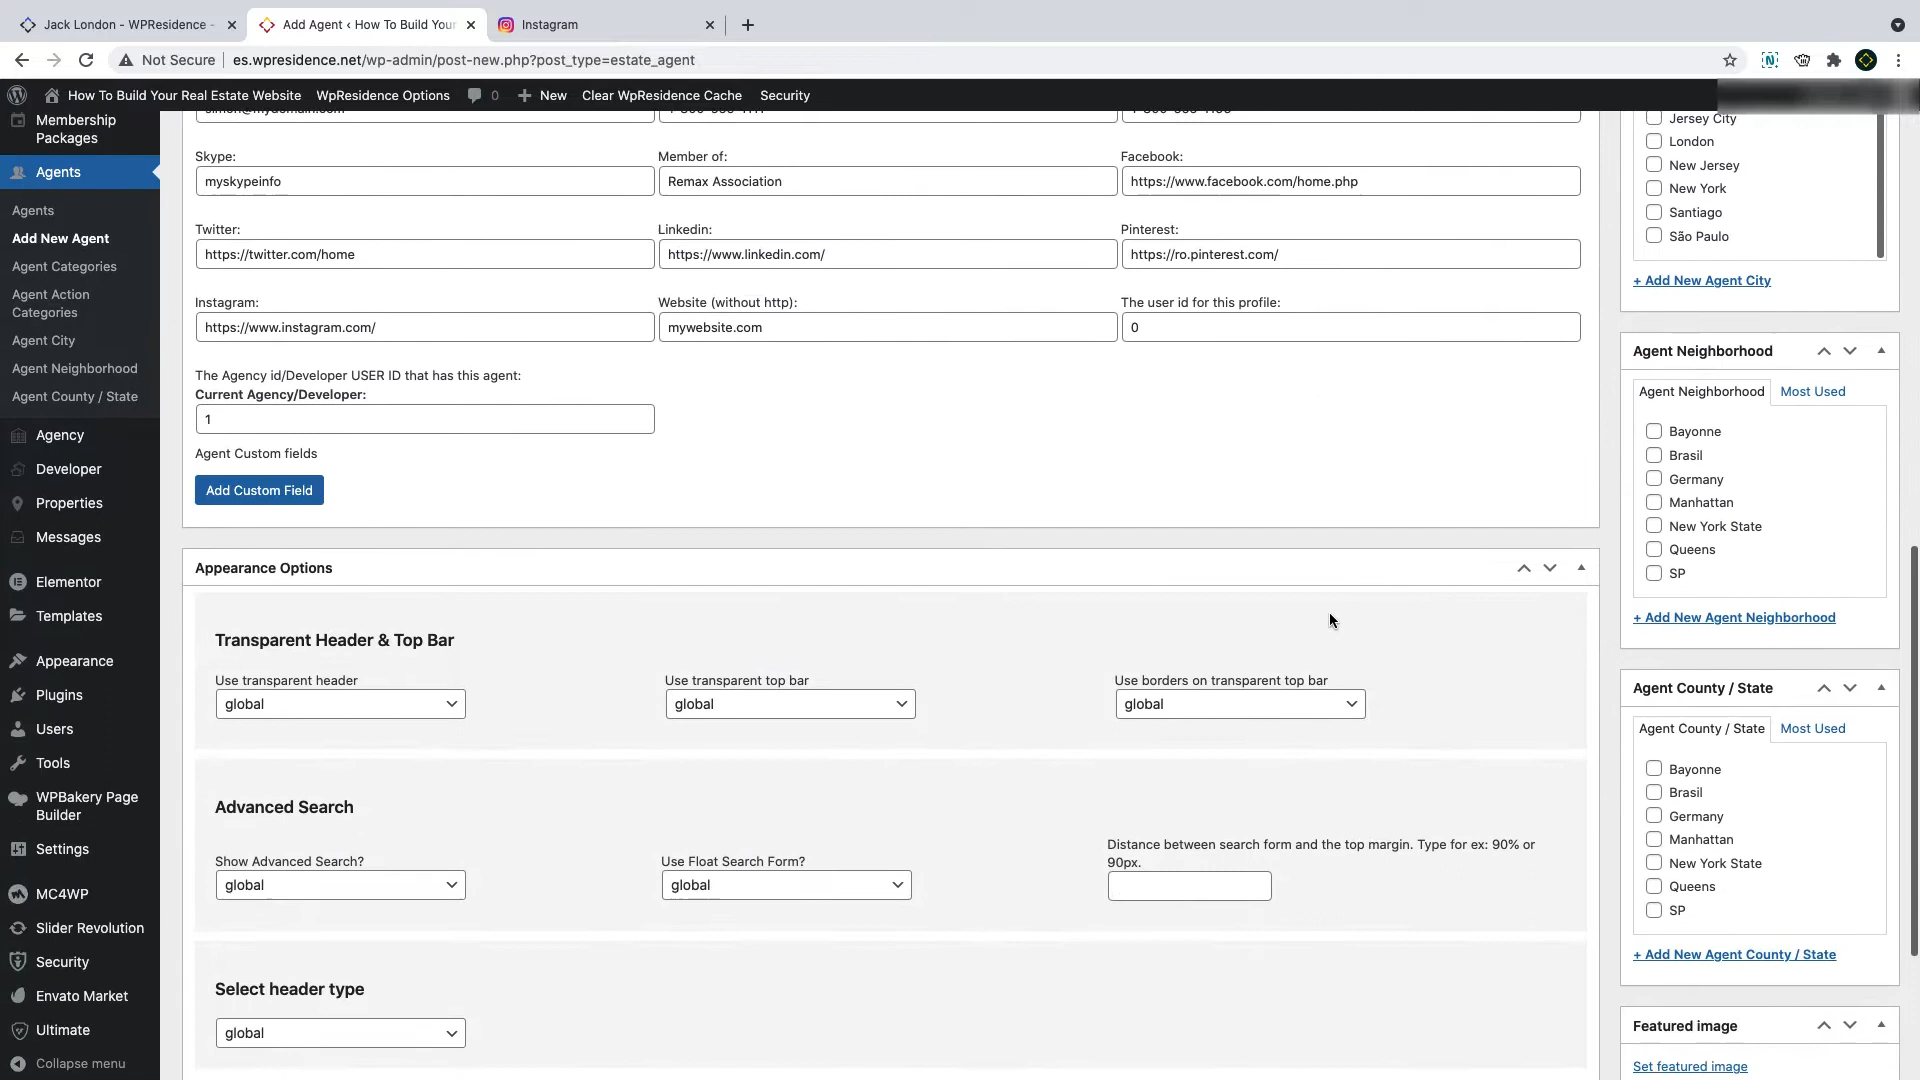 Jack London - WPResidence -
Add Agent ‹ How To Build Your
Instagram
Not Secure
es.wpresidence.net/wp-admin/post-new.php?post_type=estate_agent
How To Build Your Real Estate Website
WpResidence Options
0
New
Clear WpResidence Cache
Security
Membership
Packages
Agents
Agents
Add New Agent
Agent Categories
Agent Action
Categories
Agent City
Agent Neighborhood
Agent County / State
Agency
Developer
Properties
Messages
Elementor
Templates
Appearance
Plugins
Users
Tools
WPBakery Page
Builder
Settings
MC4WP
Slider Revolution
Security
Envato Market
Ultimate
Collapse menu
Skype:
myskypeinfo
Member of:
Remax Association
Facebook:
https://www.facebook.com/home.php
Twitter:
https://twitter.com/home
Linkedin:
https://www.linkedin.com/
Pinterest:
https://ro.pinterest.com/
Instagram:
https://www.instagram.com/
Website (without http):
mywebsite.com
The user id for this profile:
0
The Agency id/Developer USER ID that has this agent:
Current Agency/Developer:
1
Agent Custom fields
Add Custom Field
Appearance Options
Transparent Header & Top Bar
Use transparent header
global
Use transparent top bar
global
Use borders on transparent top bar
global
Advanced Search
Show Advanced Search?
global
Use Float Search Form?
global
Distance between search form and the top margin. Type for ex: 90% or
90px.
Select header type
global
Jersey City
London
New Jersey
New York
Santiago
São Paulo
+ Add New Agent City
Agent Neighborhood
Agent Neighborhood
Most Used
Bayonne
Brasil
Germany
Manhattan
New York State
Queens
SP
+ Add New Agent Neighborhood
Agent County / State
Agent County / State
Most Used
Bayonne
Brasil
Germany
Manhattan
New York State
Queens
SP
+ Add New Agent County / State
Featured image
Set featured image